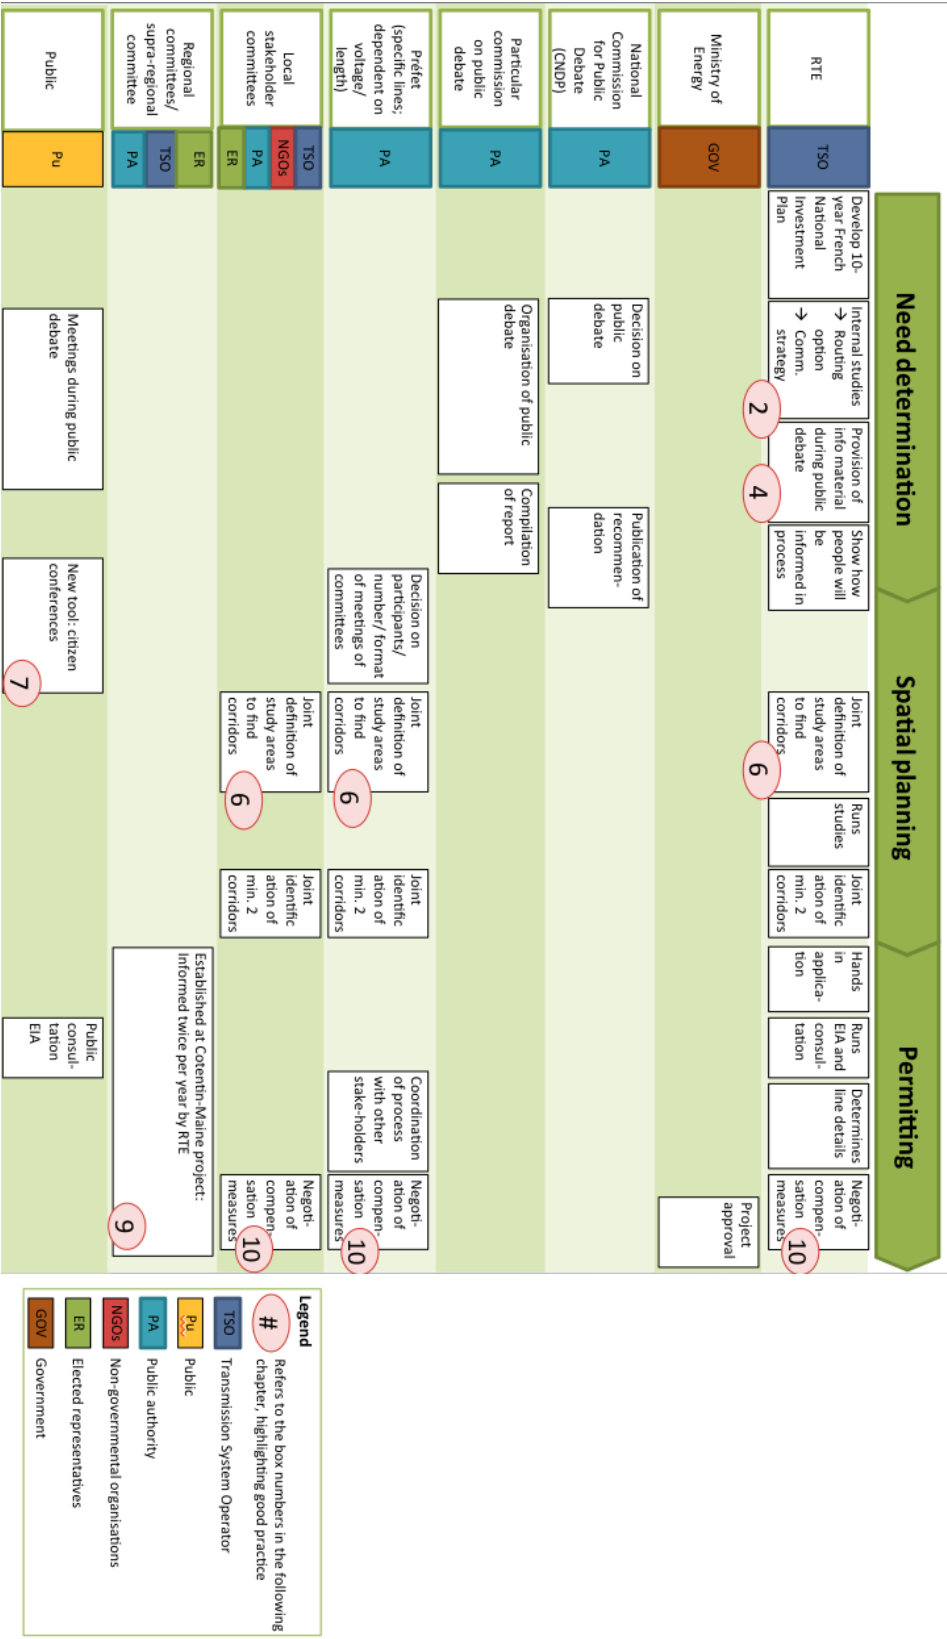 Need determination
Spatial planning
Permitting
RTE
TSO
Develop 10-
year French
National
Investment
Plan
Internal studies
→ Routing
option
→ Comm.
strategy
2
Provision of
info material
during public
debate
4
Show how
people will
be
informed in
process
Joint
definition of
study areas
to find
corridors
6
Runs
studies
Joint
identific
ation of
min. 2
corridors
Hands
in
applica-
tion
Runs
EIA and
consul-
tation
Determines
line details
Negoti-
ation of
compen-
sation
measures
10
Ministry of
Energy
GOV
Project
approval
National
Commission
for Public
Debate
(CNDP)
PA
Decision on
public
debate
Publication of
recommen-
dation
Particular
commission
on public
debate
PA
Organisation of public
debate
Compilation
of report
Préfet
(specific lines;
dependent on
voltage/
length)
PA
Decision on
participants/
number/ format
of meetings of
committees
Joint
definition of
study areas
to find
corridors
6
Joint
identific
ation of
min. 2
corridors
Coordination
of process
with other
stake-holders
Negoti-
ation of
compen-
sation
measures
10
Local
stakeholder
committees
TSO
NGOs
PA
ER
Joint
definition of
study areas
to find
corridors
6
Joint
identific
ation of
min. 2
corridors
Negoti-
ation of
compen-
sation
measures
10
Regional
committees/
supra-regional
committee
ER
TSO
PA
Established at Cotentin-Maine project:
Informed twice per year by RTE
9
Public
Pu
Meetings during public
debate
New tool: citizen
conferences
7
Public
consul-
tation
EIA
Legend
# Refers to the box numbers in the following
chapter, highlighting good practice
TSO Transmission System Operator
Pu Public
PA Public authority
NGOs Non-governmental organisations
ER Elected representatives
GOV Government